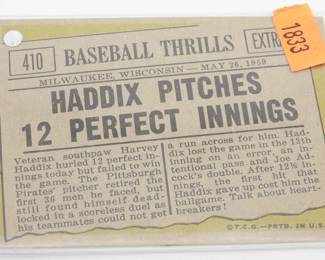 410 BASEBALL THRILLS EXTR
1833
MILWAUKEE, WISCONSIN — MAY 26, 1959
HADDIX PITCHES
12 PERFECT INNINGS
Veteran southpaw Harvey
Haddix hurled 12 perfect in-
nings today but failed to win
the game. The Pittsburgh
Pirates' star retired the
first 36 men he faced, but
still found himself dead-
locked in a scoreless duel as
his teammates could not get
a run across for him. Had-
dix lost the game in the 13th
inning on an error, an in-
tentional pass and Joe Ad-
cock's double. After 12⅔ in-
nings, the first hit that
Haddix gave up cost him the
ballgame. Talk about heart-
breakers!
© T.C.G. — PRTD. IN U.S.